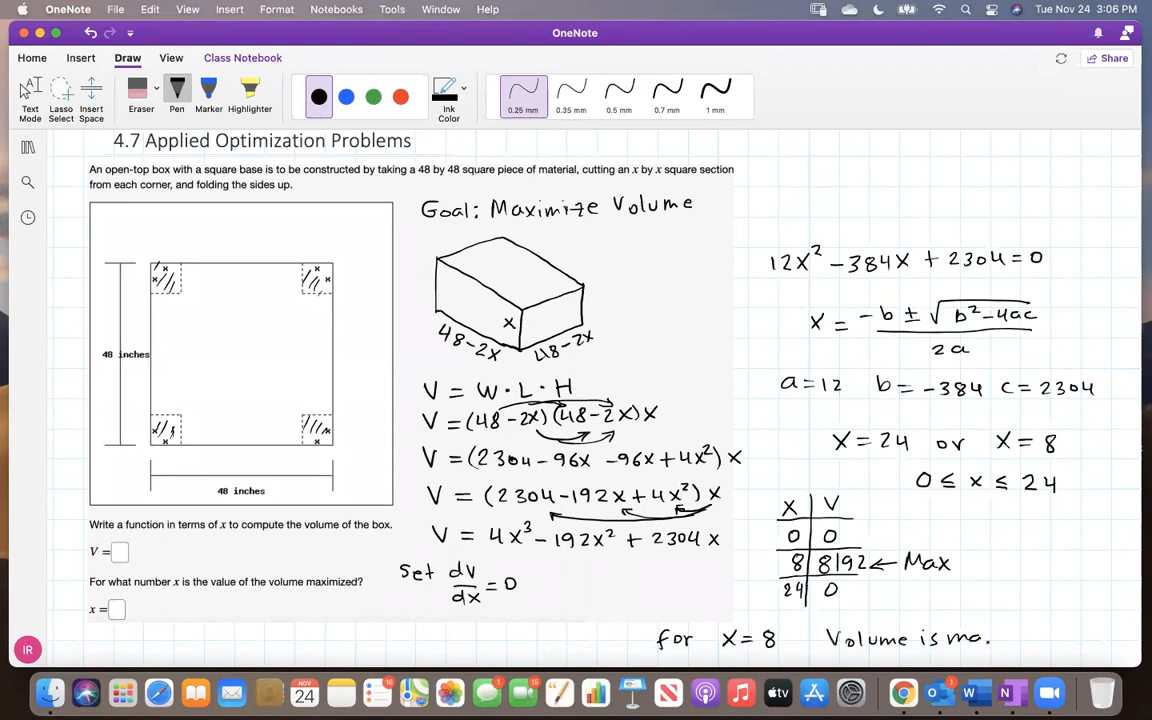 OneNote File Edit View Insert Format Notebooks Tools Window Help Tue Nov 24 3:06 PM
OneNote
Home Insert Draw View Class Notebook Share
Text Mode Lasso Select Insert Space Eraser Pen Marker Highlighter Ink Color 0.25 mm 0.35 mm 0.5 mm 0.7 mm 1 mm
4.7 Applied Optimization Problems
An open-top box with a square base is to be constructed by taking a 48 by 48 square piece of material, cutting an x by x square section
from each corner, and folding the sides up.
x x
x x
48 inches
x x
x x
48 inches
Write a function in terms of x to compute the volume of the box.
V =
For what number x is the value of the volume maximized?
x =
Goal: Maximize Volume
x
48-2x 48-2x
V = W · L · H
V = (48-2x)(48-2x)x
V = (2304-96x -96x+4x²)x
V = (2304-192x+4x²)x
V = 4x³ -192x² + 2304x
Set dv/dx = 0
12x² -384x + 2304 = 0
x = -b ± √b²-4ac
2a
a=12 b=-384 c=2304
x=24 or x=8
0 ≤ x ≤ 24
x V
0 0
8 8192 ← Max
24 0
for x=8 Volume is ma.
IR
NOV 24 16 1 15 tv 1